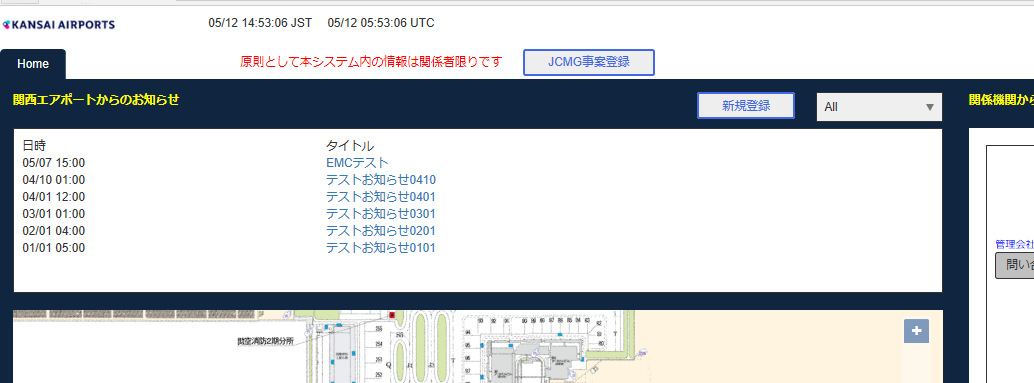 KANSAI AIRPORTS
05/12 14:53:06 JST 05/12 05:53:06 UTC
Home
原則として本システム内の情報は関係者限りです
JCMG事案登録
関西エアポートからのお知らせ
新規登録
All
関係機関から
日時 タイトル
05/07 15:00 EMCテスト
04/10 01:00 テストお知らせ0410
04/01 12:00 テストお知らせ0401
03/01 01:00 テストお知らせ0301
02/01 04:00 テストお知らせ0201
01/01 05:00 テストお知らせ0101
管理会社
問い合
関空消防2期分所
+